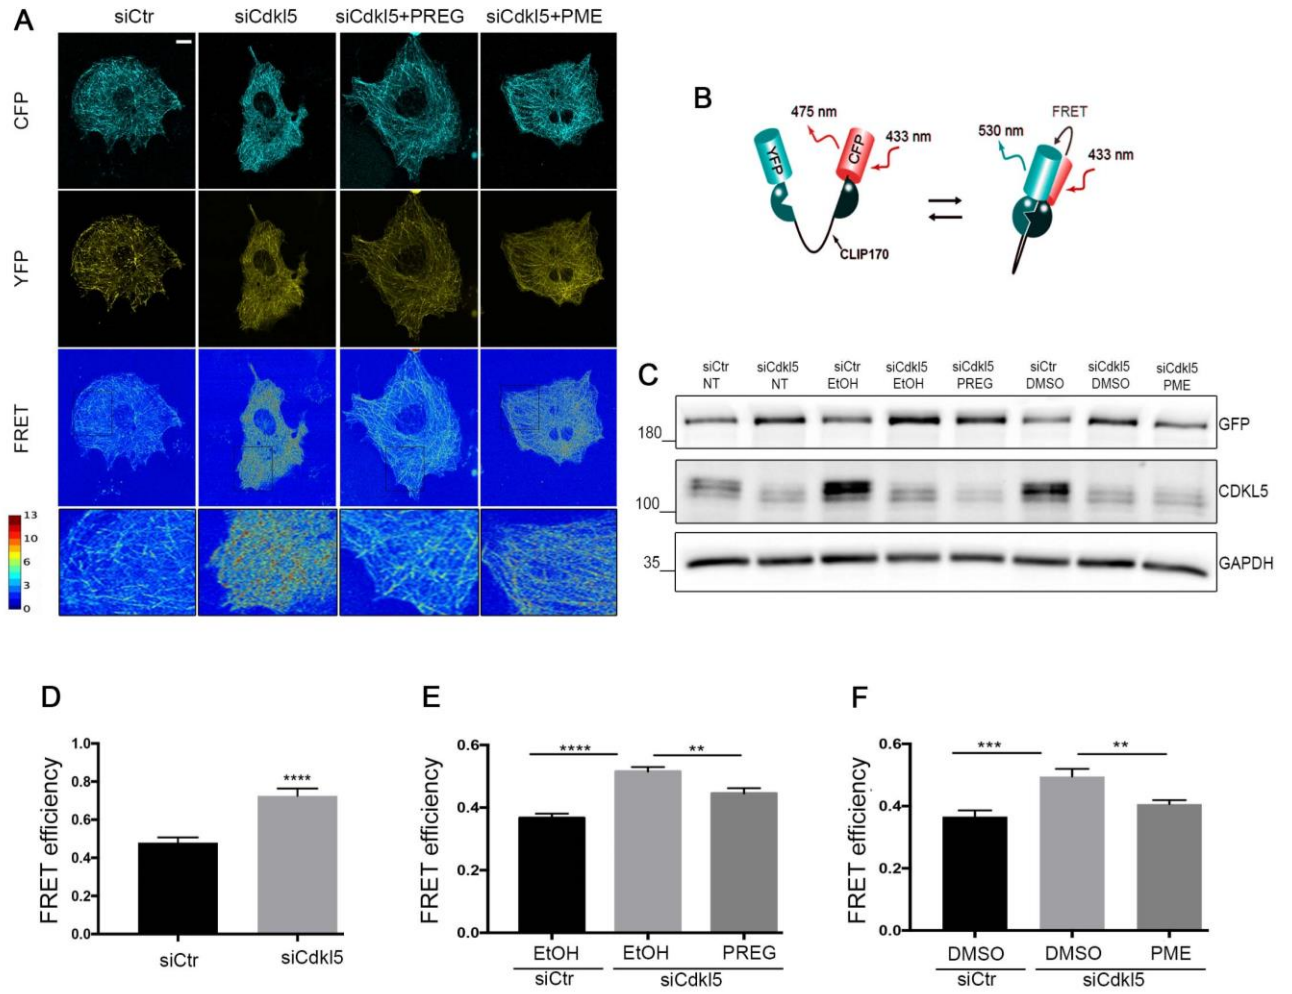 A
siCtr
siCdkl5
siCdkl5+PREG
siCdkl5+PME
CFP
YFP
FRET
13
10
6
3
0
B
475 nm
433 nm
YFP
CFP
CLIP170
530 nm
FRET
433 nm
C
siCtr NT
siCdkl5 NT
siCtr EtOH
siCdkl5 EtOH
siCdkl5 PREG
siCtr DMSO
siCdkl5 DMSO
siCdkl5 PME
180
GFP
100
CDKL5
35
GAPDH
D
FRET efficiency
1.0
0.8
0.6
0.4
0.2
0.0
****
siCtr
siCdkl5
E
FRET efficiency
0.6
0.4
0.2
0.0
****
**
EtOH
EtOH
PREG
siCtr
siCdkl5
F
FRET efficiency
0.6
0.4
0.2
0.0
***
**
DMSO
DMSO
PME
siCtr
siCdkl5